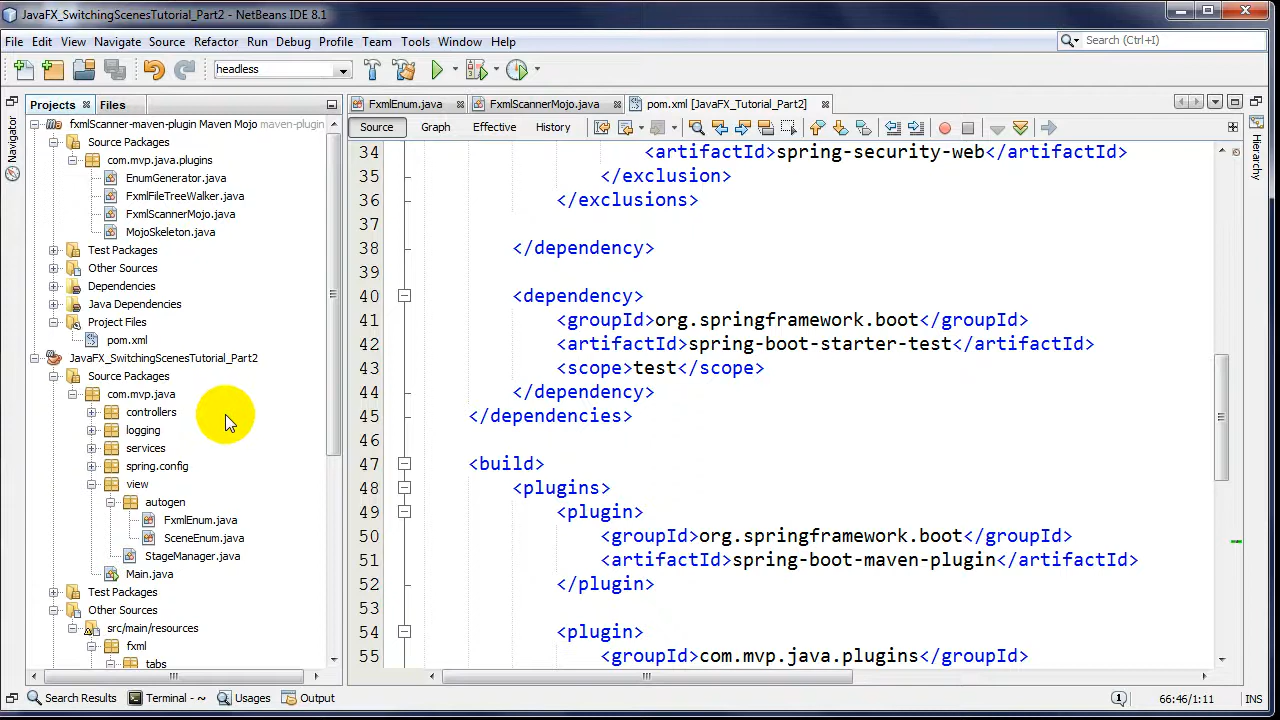 JavaFX_SwitchingScenesTutorial_Part2 - NetBeans IDE 8.1
File Edit View Navigate Source Refactor Run Debug Profile Team Tools Window Help
Search (Ctrl+I)
headless
Projects Files
FxmlEnum.java FxmlScannerMojo.java pom.xml [JavaFX_Tutorial_Part2]
Source Graph Effective History
Navigator
Hierarchy
fxmlScanner-maven-plugin Maven Mojo maven-plugin
Source Packages
com.mvp.java.plugins
EnumGenerator.java
FxmlFileTreeWalker.java
FxmlScannerMojo.java
MojoSkeleton.java
Test Packages
Other Sources
Dependencies
Java Dependencies
Project Files
pom.xml
JavaFX_SwitchingScenesTutorial_Part2
Source Packages
com.mvp.java
controllers
logging
services
spring.config
view
autogen
FxmlEnum.java
SceneEnum.java
StageManager.java
Main.java
Test Packages
Other Sources
src/main/resources
fxml
tabs
34 <artifactId>spring-security-web</artifactId>
35 </exclusion>
36 </exclusions>
37
38 </dependency>
39
40 <dependency>
41 <groupId>org.springframework.boot</groupId>
42 <artifactId>spring-boot-starter-test</artifactId>
43 <scope>test</scope>
44 </dependency>
45 </dependencies>
46
47 <build>
48 <plugins>
49 <plugin>
50 <groupId>org.springframework.boot</groupId>
51 <artifactId>spring-boot-maven-plugin</artifactId>
52 </plugin>
53
54 <plugin>
55 <groupId>com.mvp.java.plugins</groupId>
Search Results Terminal - ~ Usages Output 1 66:46/1:11 INS